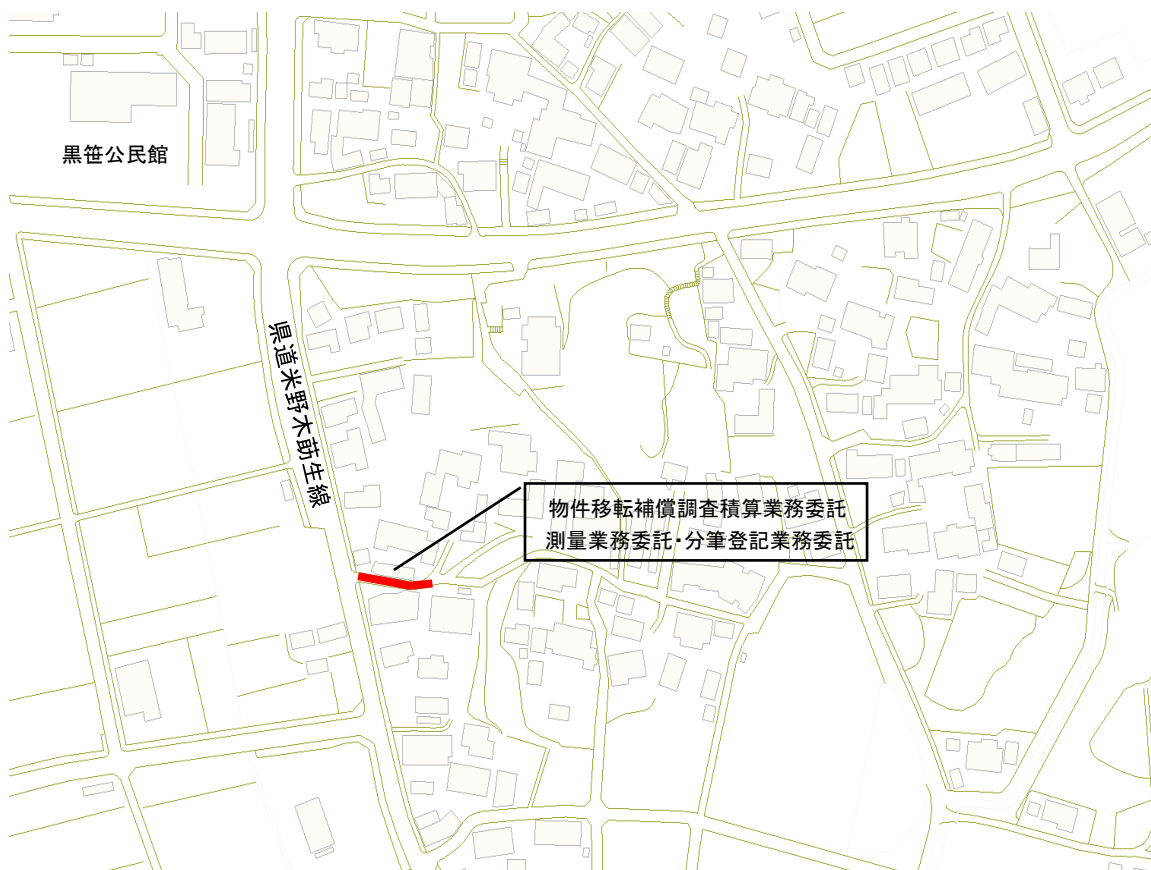 黒笹公民館
県道米野木莇生線
物件移転補償調査積算業務委託
測量業務委託・分筆登記業務委託